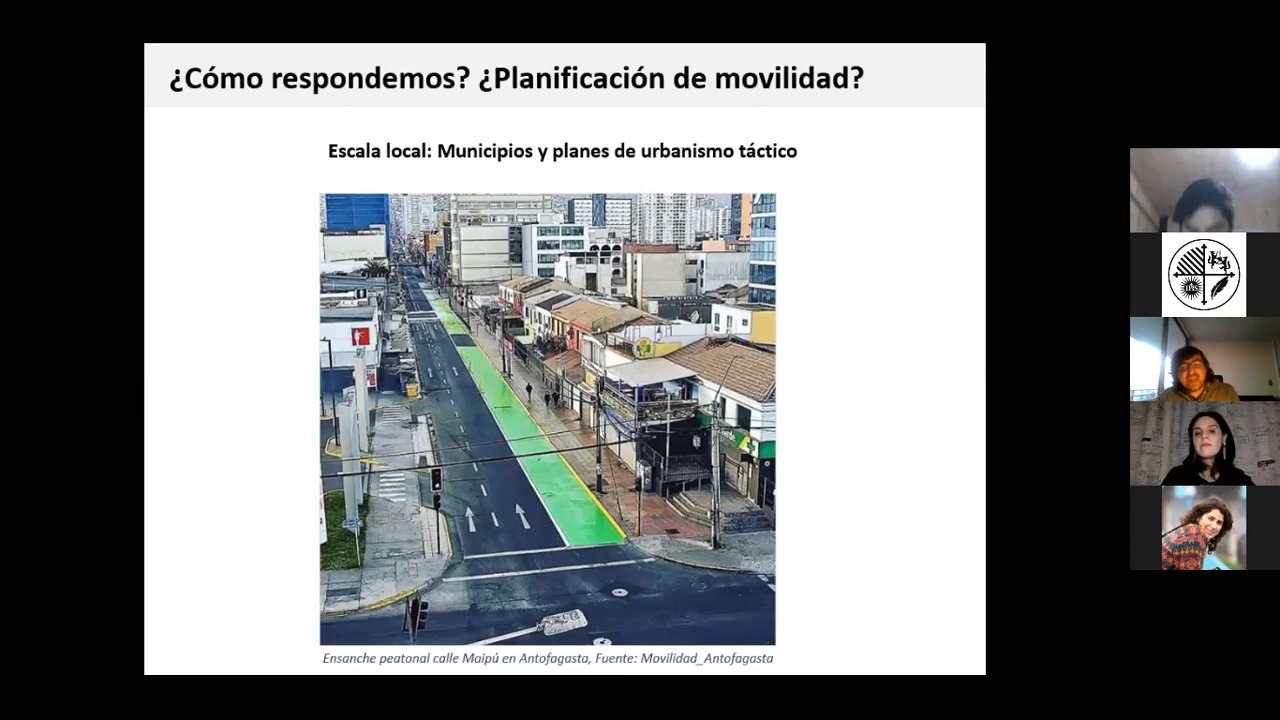 ¿Cómo respondemos? ¿Planificación de movilidad?
Escala local: Municipios y planes de urbanismo táctico
Ensanche peatonal calle Maipú en Antofagasta, Fuente: Movilidad_Antofagasta